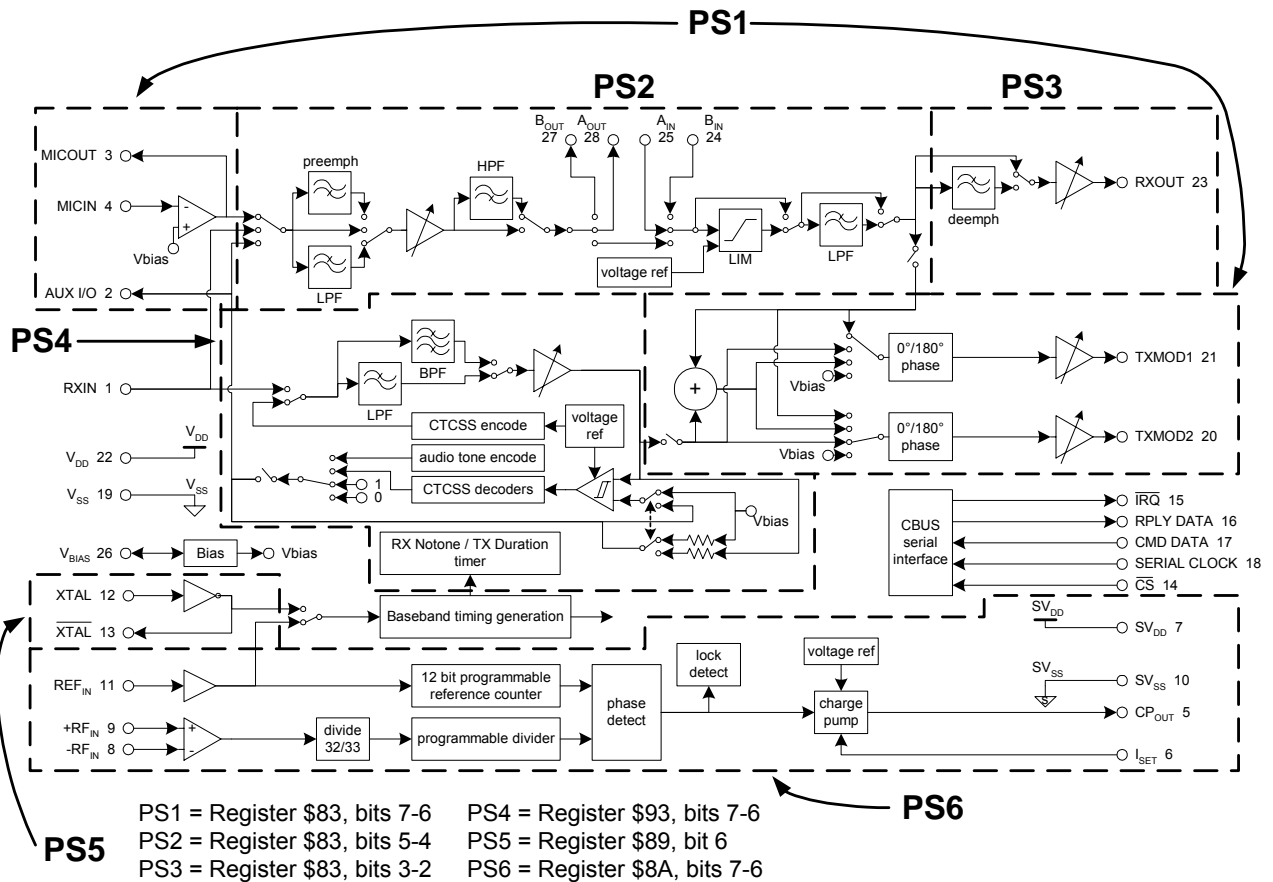 PS1
PS2
PS3
B_OUT A_OUT A_IN B_IN
27 28 25 24
MICOUT 3
MICIN 4
-
+
Vbias
AUX I/O 2
preemph
HPF
LPF
LIM
voltage ref
LPF
deemph
RXOUT 23
PS4
RXIN 1
BPF
LPF
CTCSS encode
voltage
ref
audio tone encode
CTCSS decoders
1
0
Vbias
+
Vbias
Vbias
0°/180°
phase
TXMOD1 21
0°/180°
phase
TXMOD2 20
V_DD
V_DD 22
V_SS
V_SS 19
V_BIAS 26
Bias
Vbias
RX Notone / TX Duration
timer
CBUS
serial
interface
IRQ 15
RPLY DATA 16
CMD DATA 17
SERIAL CLOCK 18
CS 14
XTAL 12
XTAL 13
Baseband timing generation
REF_IN 11
12 bit programmable
reference counter
+RF_IN 9
-RF_IN 8
+
-
divide
32/33
programmable divider
phase
detect
lock
detect
voltage ref
charge
pump
SV_DD
SV_DD 7
SV_SS
S
SV_SS 10
CP_OUT 5
I_SET 6
PS5
PS6
PS1 = Register $83, bits 7-6
PS2 = Register $83, bits 5-4
PS3 = Register $83, bits 3-2
PS4 = Register $93, bits 7-6
PS5 = Register $89, bit 6
PS6 = Register $8A, bits 7-6